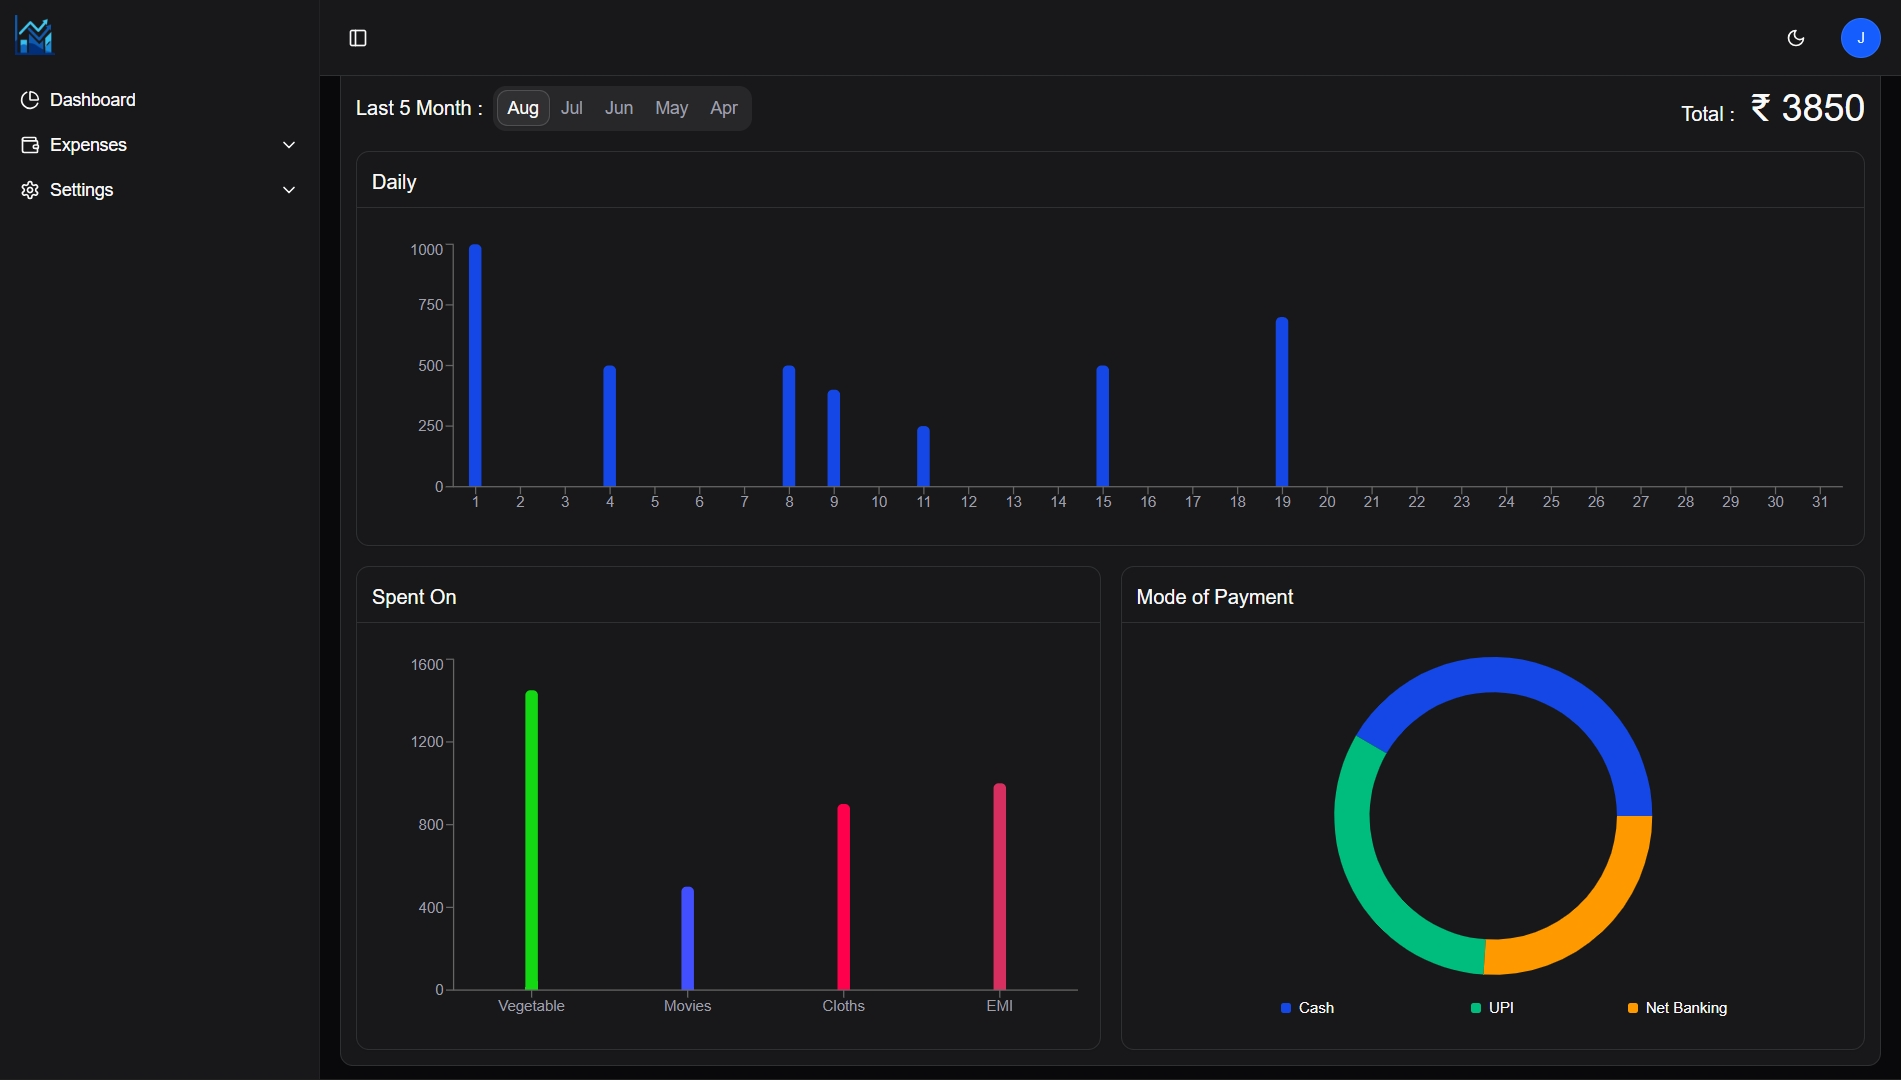 J
Dashboard
Expenses
Settings
Last 5 Month : Aug Jul Jun May Apr
Total : ₹ 3850
Daily
1000
750
500
250
0
1 2 3 4 5 6 7 8 9 10 11 12 13 14 15 16 17 18 19 20 21 22 23 24 25 26 27 28 29 30 31
Spent On
1600
1200
800
400
0
Vegetable Movies Cloths EMI
Mode of Payment
Cash UPI Net Banking